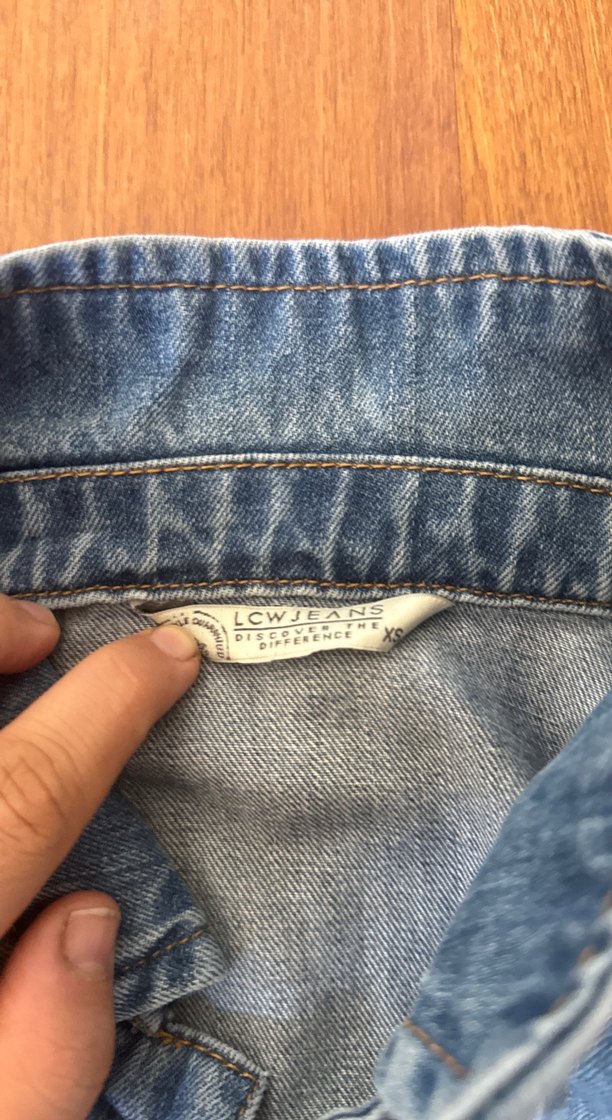 LCWJEANS
DISCOVER THE
DIFFERENCE
XS